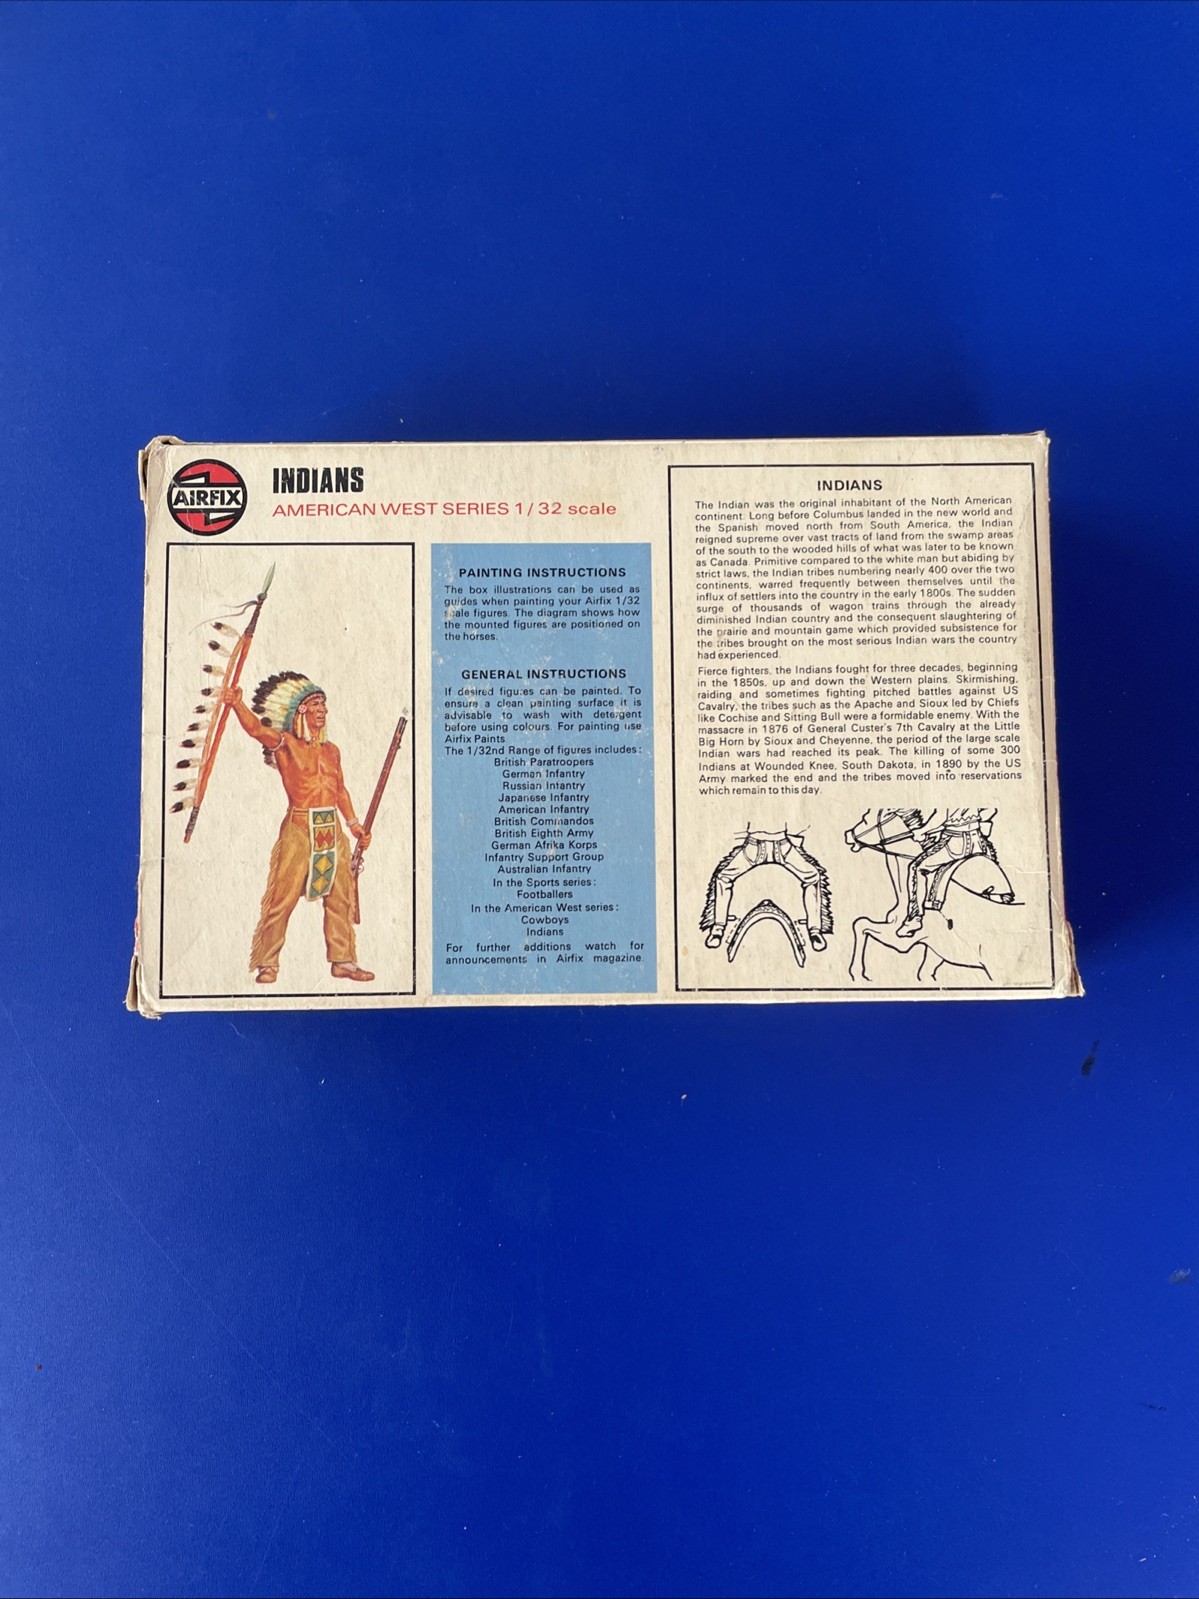 AIRFIX
INDIANS
AMERICAN WEST SERIES 1/32 scale
PAINTING INSTRUCTIONS
The box illustrations can be used as
guides when painting your Airfix 1/32
scale figures. The diagram shows how
the mounted figures are positioned on
the horses.
GENERAL INSTRUCTIONS
If desired figures can be painted. To
ensure a clean painting surface it is
advisable to wash with detergent
before using colours. For painting use
Airfix Paints
The 1/32nd Range of figures includes:
British Paratroopers
German Infantry
Russian Infantry
Japanese Infantry
American Infantry
British Commandos
British Eighth Army
German Afrika Korps
Infantry Support Group
Australian Infantry
In the Sports series:
Footballers
In the American West series:
Cowboys
Indians
For further additions watch for
announcements in Airfix magazine.
INDIANS
The Indian was the original inhabitant of the North American
continent. Long before Columbus landed in the new world and
the Spanish moved north from South America, the Indian
reigned supreme over vast tracts of land from the swamp areas
of the south to the wooded hills of what was later to be known
as Canada. Primitive compared to the white man but abiding by
strict laws, the Indian tribes numbering nearly 400 over the two
continents, warred frequently between themselves until the
influx of settlers into the country in the early 1800s. The sudden
surge of thousands of wagon trains through the already
diminished Indian country and the consequent slaughtering of
the prairie and mountain game which provided subsistence for
the tribes brought on the most serious Indian wars the country
had experienced.
Fierce fighters, the Indians fought for three decades, beginning
in the 1850s, up and down the Western plains. Skirmishing,
raiding and sometimes fighting pitched battles against US
Cavalry, the tribes such as the Apache and Sioux led by Chiefs
like Cochise and Sitting Bull were a formidable enemy. With the
massacre in 1876 of General Custer's 7th Cavalry at the Little
Big Horn by Sioux and Cheyenne, the period of the large scale
Indian wars had reached its peak. The killing of some 300
Indians at Wounded Knee, South Dakota, in 1890 by the US
Army marked the end and the tribes moved into reservations
which remain to this day.